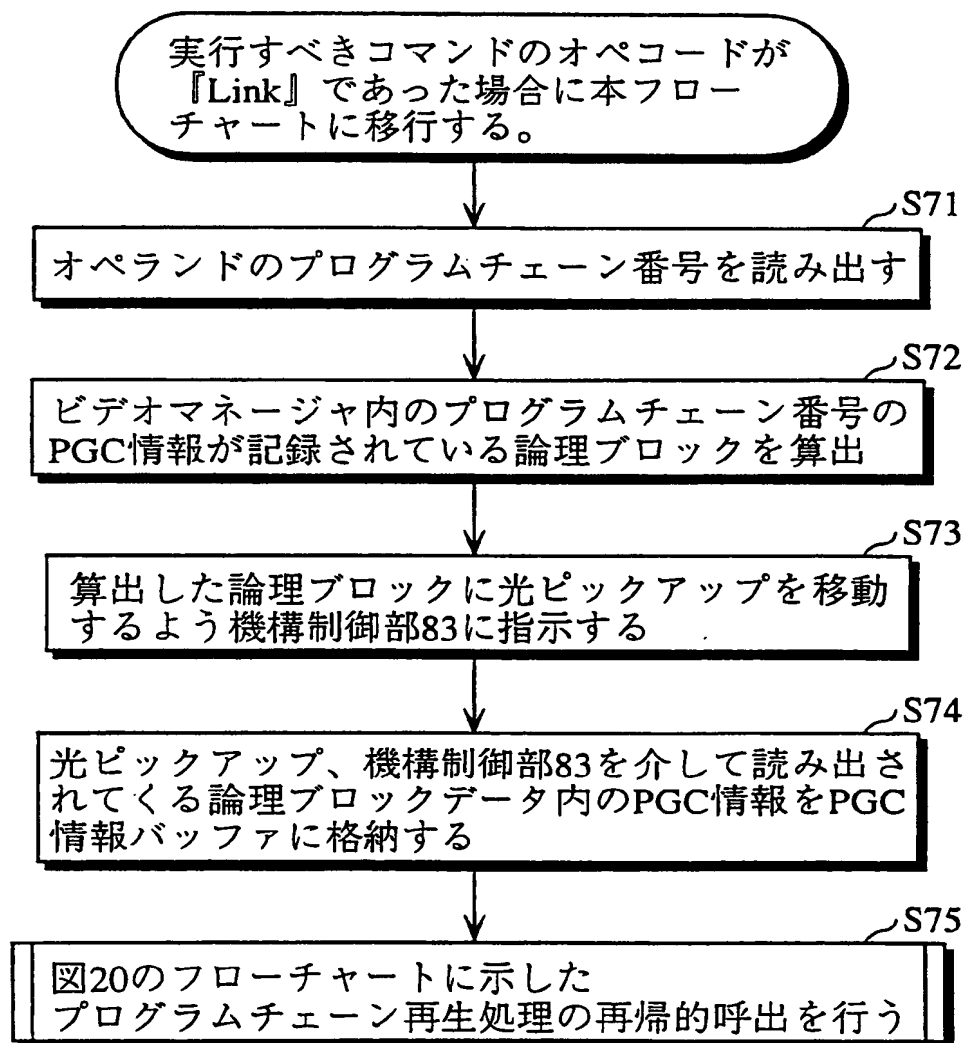 実行すべきコマンドのオペコードが
『Link』であった場合に本フロー
チャートに移行する。
S71
オペランドのプログラムチェーン番号を読み出す
S72
ビデオマネージャ内のプログラムチェーン番号の
PGC情報が記録されている論理ブロックを算出
S73
算出した論理ブロックに光ピックアップを移動
するよう機構制御部83に指示する
S74
光ピックアップ、機構制御部83を介して読み出さ
れてくる論理ブロックデータ内のPGC情報をPGC
情報バッファに格納する
S75
図20のフローチャートに示した
プログラムチェーン再生処理の再帰的呼出を行う